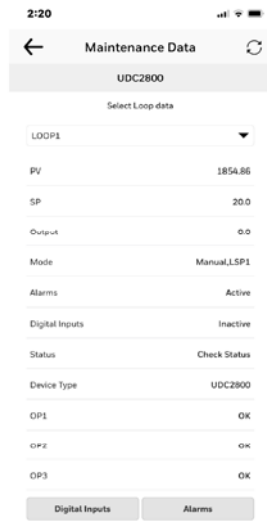 2:20
Maintenance Data
UDC2800
Select Loop data
LOOP1
PV 1854.86
SP 20.0
Output 0.0
Mode Manual,LSP1
Alarms Active
Digital Inputs Inactive
Status Check Status
Device Type UDC2800
OP1 OK
OP2 OK
OP3 OK
Digital Inputs Alarms